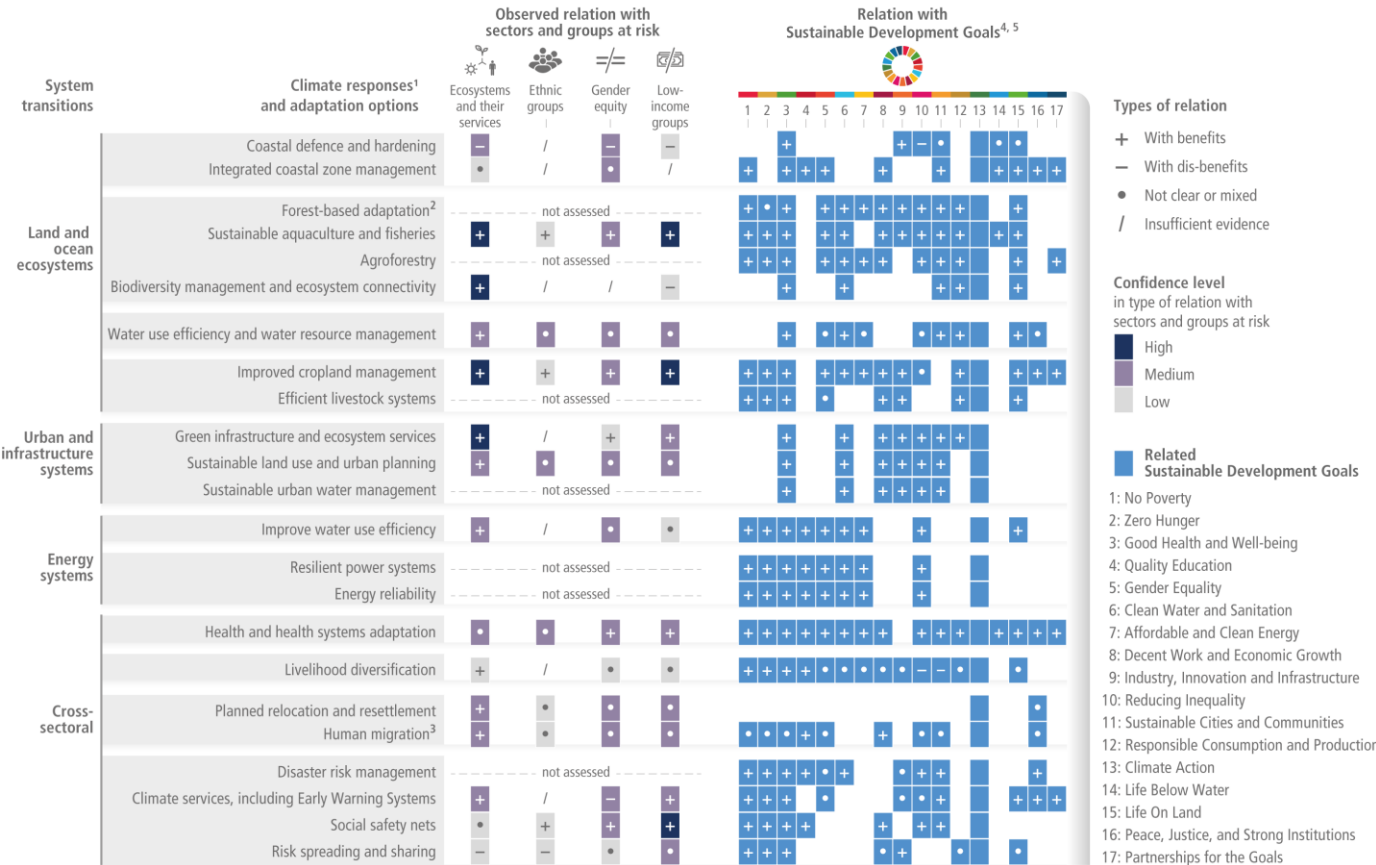 Observed relation with
sectors and groups at risk
Relation with
Sustainable Development Goals4, 5
System
transitions
Climate responses1
and adaptation options
Ecosystems
and their
services
Ethnic
groups
Gender
equity
Low-
income
groups
1 2 3 4 5 6 7 8 9 10 11 12 13 14 15 16 17
Land and
ocean
ecosystems
Coastal defence and hardening – / – – + + – • • •
Integrated coastal zone management • / • / + + + + + + + + + +
Forest-based adaptation2 not assessed + • + + + + + + + + + +
Sustainable aquaculture and fisheries + + + + + + + + + + + + + + + +
Agroforestry not assessed + + + + + + + + + + + +
Biodiversity management and ecosystem connectivity + / / – + + + + +
Water use efficiency and water resource management + • • • + • + • • + + + •
Improved cropland management + + + + + + + + + + + + • + + + +
Efficient livestock systems not assessed + + + • + + + +
Urban and
infrastructure
systems
Green infrastructure and ecosystem services + / + + + + + + + + +
Sustainable land use and urban planning + • • • + + + + + +
Sustainable urban water management not assessed + + + + + +
Energy
systems
Improve water use efficiency + / • • + + + + + + + + +
Resilient power systems not assessed + + + + + + + +
Energy reliability not assessed + + + + + + + +
Cross-
sectoral
Health and health systems adaptation • • + + + + + + + + + + + + + + + + +
Livelihood diversification + / • • + + + + • • • • • – – • •
Planned relocation and resettlement + • • • •
Human migration3 + • • • • • • + • + • • •
Disaster risk management not assessed + + + + • + • + + +
Climate services, including Early Warning Systems + / – + + + + • • • + + + +
Social safety nets • + + + + + + + + + +
Risk spreading and sharing – – • • + + + • + • •
Types of relation
+ With benefits
– With dis-benefits
• Not clear or mixed
/ Insufficient evidence
Confidence level
in type of relation with
sectors and groups at risk
High
Medium
Low
Related
Sustainable Development Goals
1: No Poverty
2: Zero Hunger
3: Good Health and Well-being
4: Quality Education
5: Gender Equality
6: Clean Water and Sanitation
7: Affordable and Clean Energy
8: Decent Work and Economic Growth
9: Industry, Innovation and Infrastructure
10: Reducing Inequality
11: Sustainable Cities and Communities
12: Responsible Consumption and Production
13: Climate Action
14: Life Below Water
15: Life On Land
16: Peace, Justice, and Strong Institutions
17: Partnerships for the Goals